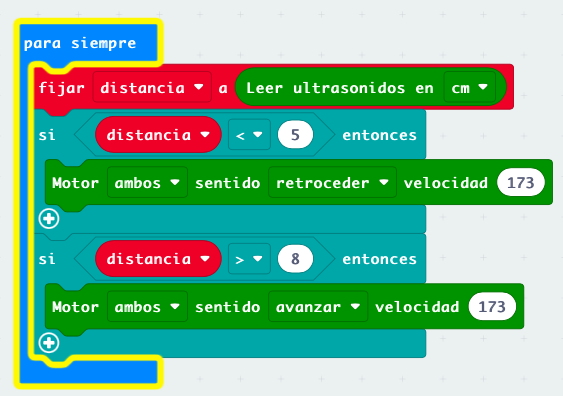 para siempre
fijar distancia a Leer ultrasonidos en cm
si distancia < 5 entonces
Motor ambos sentido retroceder velocidad 173
si distancia > 8 entonces
Motor ambos sentido avanzar velocidad 173